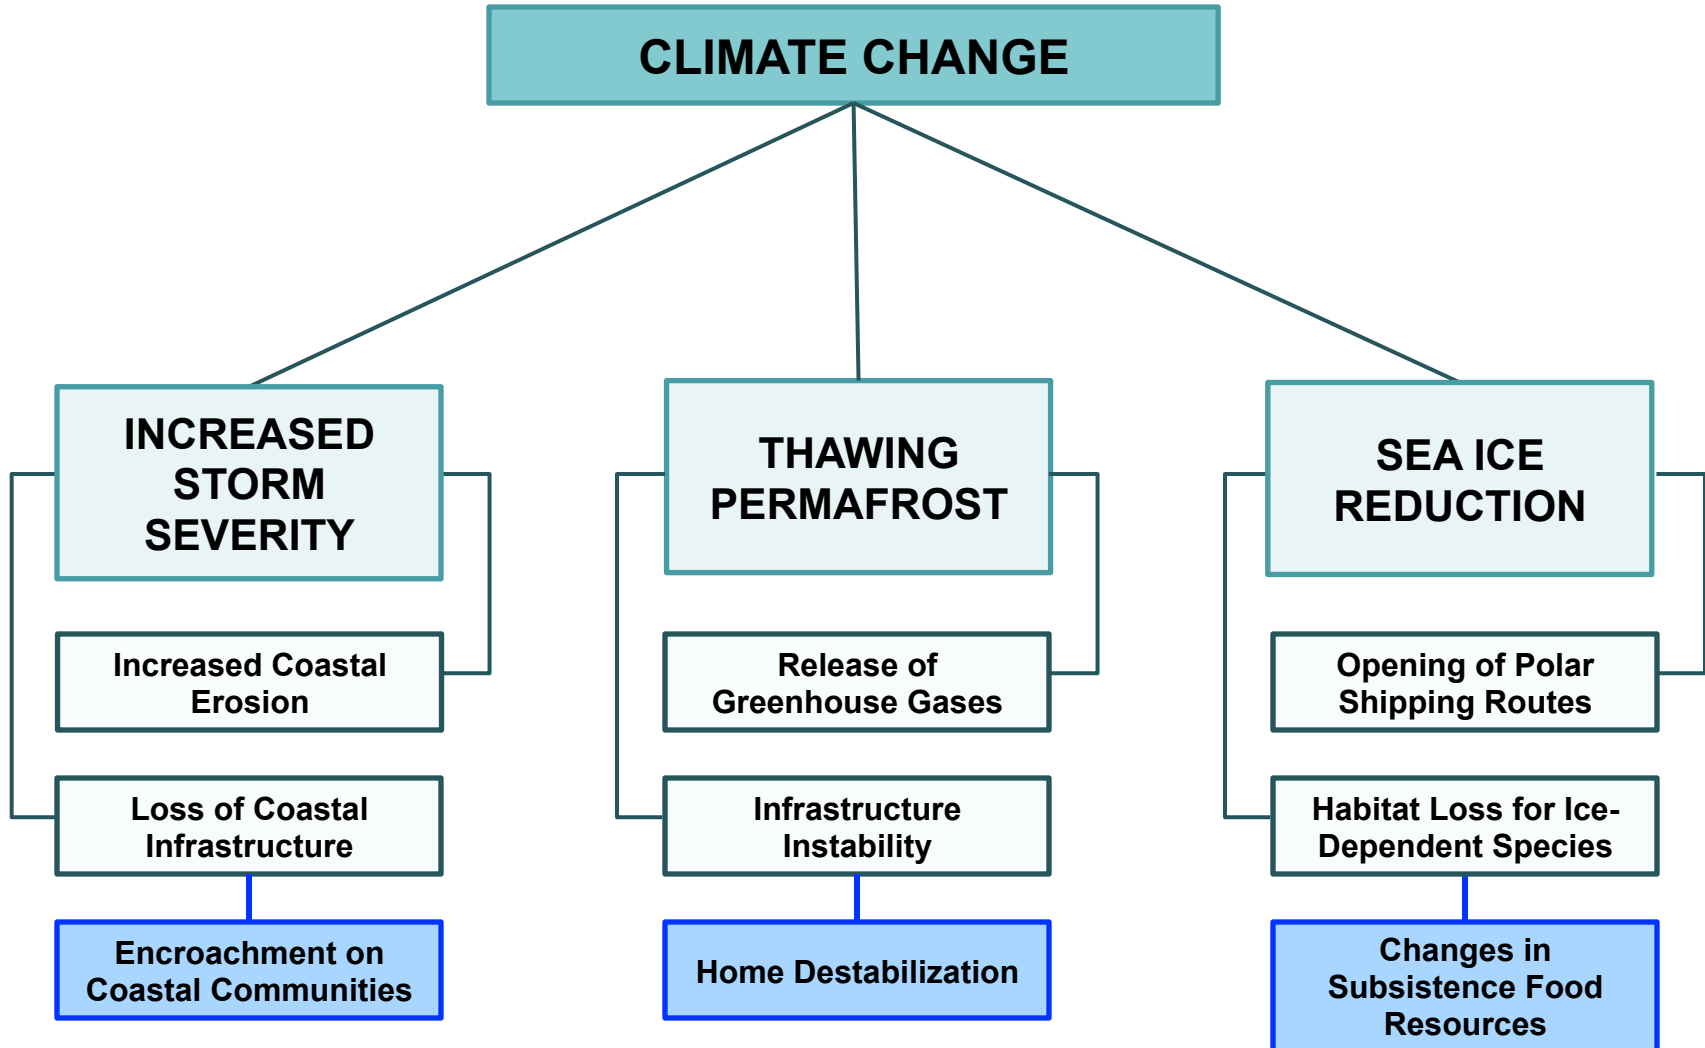 CLIMATE CHANGE
INCREASED
STORM
SEVERITY
Increased Coastal
Erosion
Loss of Coastal
Infrastructure
Encroachment on
Coastal Communities
THAWING
PERMAFROST
Release of
Greenhouse Gases
Infrastructure
Instability
Home Destabilization
SEA ICE
REDUCTION
Opening of Polar
Shipping Routes
Habitat Loss for Ice-
Dependent Species
Changes in
Subsistence Food
Resources